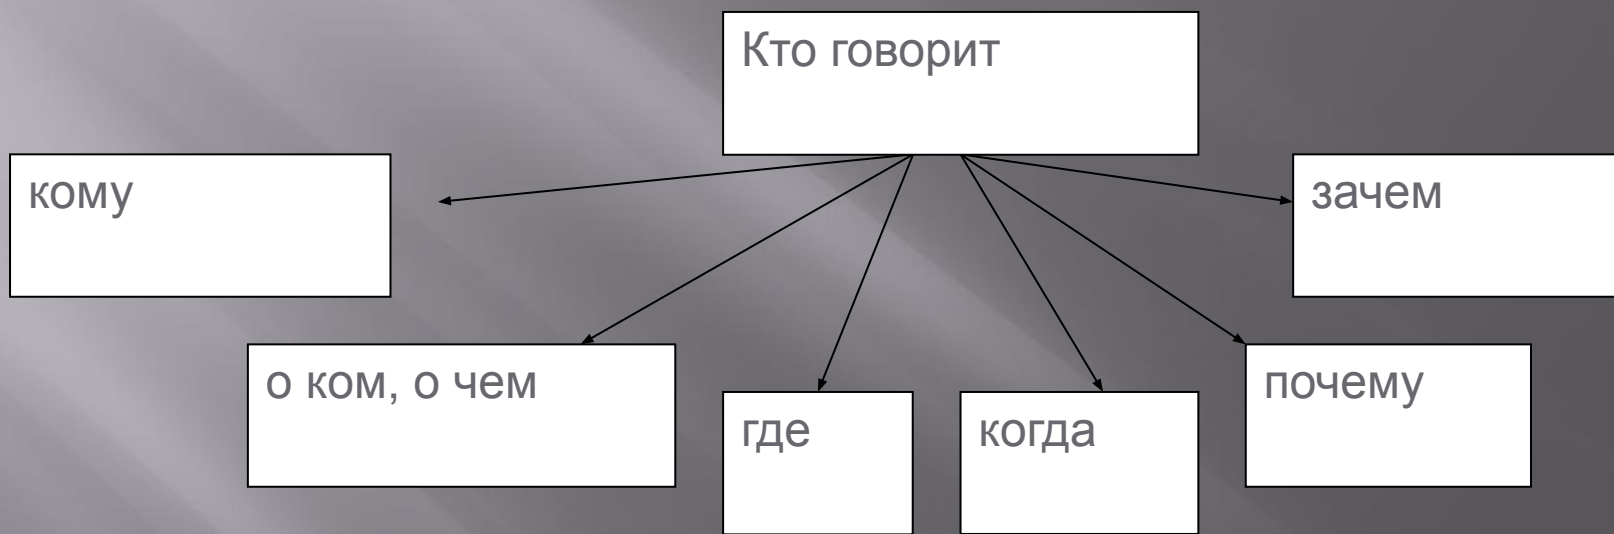 Кто говорит
кому
зачем
о ком, о чем
почему
где
когда